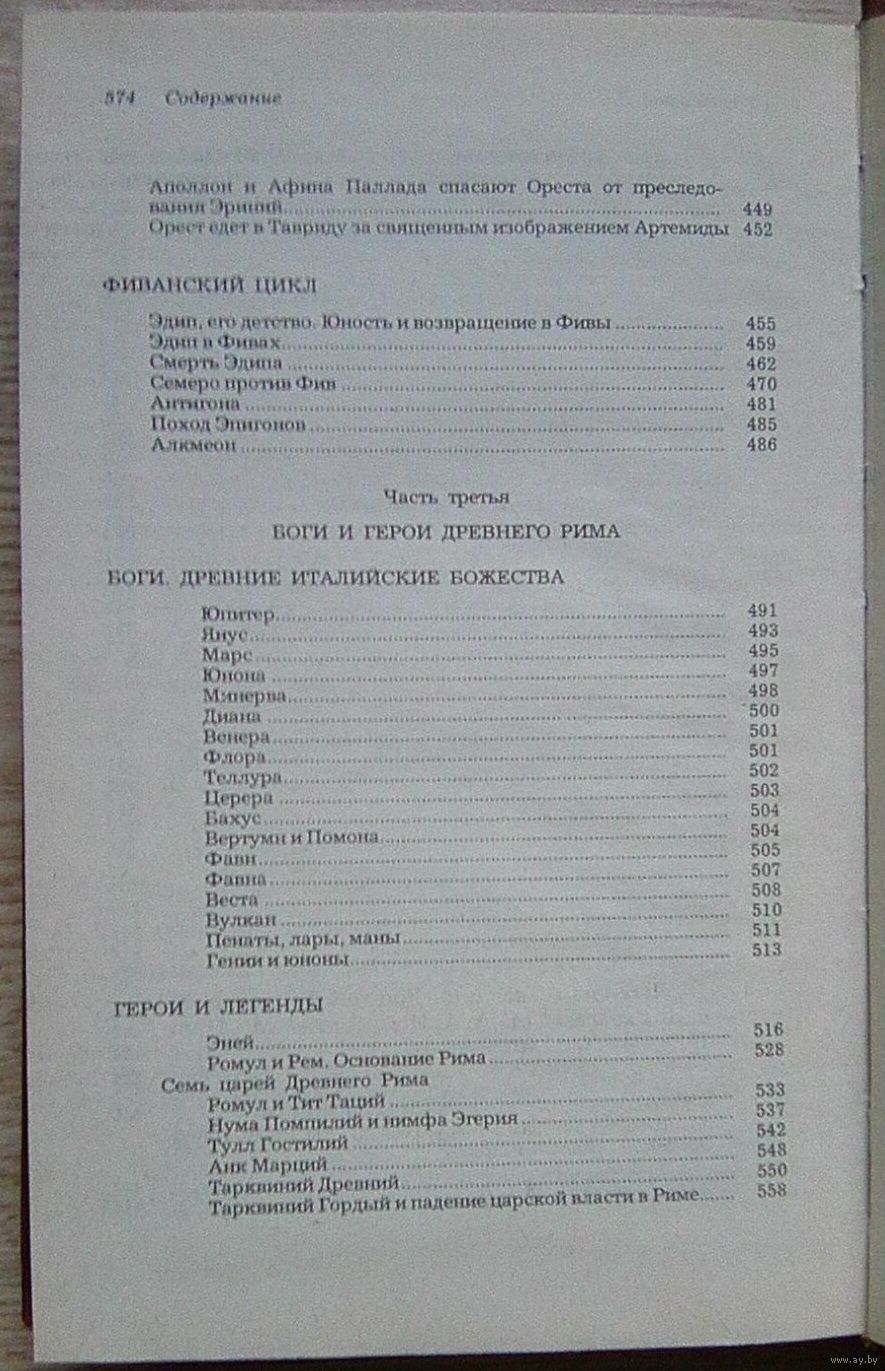 574 Содержание
Аполлон и Афина Паллада спасают Ореста от преследо-
вания Эриний 449
Орест едет в Тавриду за священным изображением Артемиды 452
ФИВАНСКИЙ ЦИКЛ
Эдип, его детство. Юность и возвращение в Фивы 455
Эдип в Фивах 459
Смерть Эдипа 462
Семеро против Фив 470
Антигона 481
Поход Эпигонов 485
Алкмеон 486
Часть третья
БОГИ И ГЕРОИ ДРЕВНЕГО РИМА
БОГИ. ДРЕВНИЕ ИТАЛИЙСКИЕ БОЖЕСТВА
Юпитер 491
Янус 493
Марс 495
Юнона 497
Минерва 498
Диана 500
Венера 501
Флора 501
Теллура 502
Церера 503
Бахус 504
Вертумн и Помона 504
Фавн 505
Фавна 507
Веста 508
Вулкан 510
Пенаты, лары, маны 511
Гении и юноны 513
ГЕРОИ И ЛЕГЕНДЫ
Эней 516
Ромул и Рем. Основание Рима 528
Семь царей Древнего Рима
Ромул и Тит Таций 533
Нума Помпилий и нимфа Эгерия 537
Тулл Гостилий 542
Анк Марций 548
Тарквиний Древний 550
Тарквиний Гордый и падение царской власти в Риме 558
www.ay.by